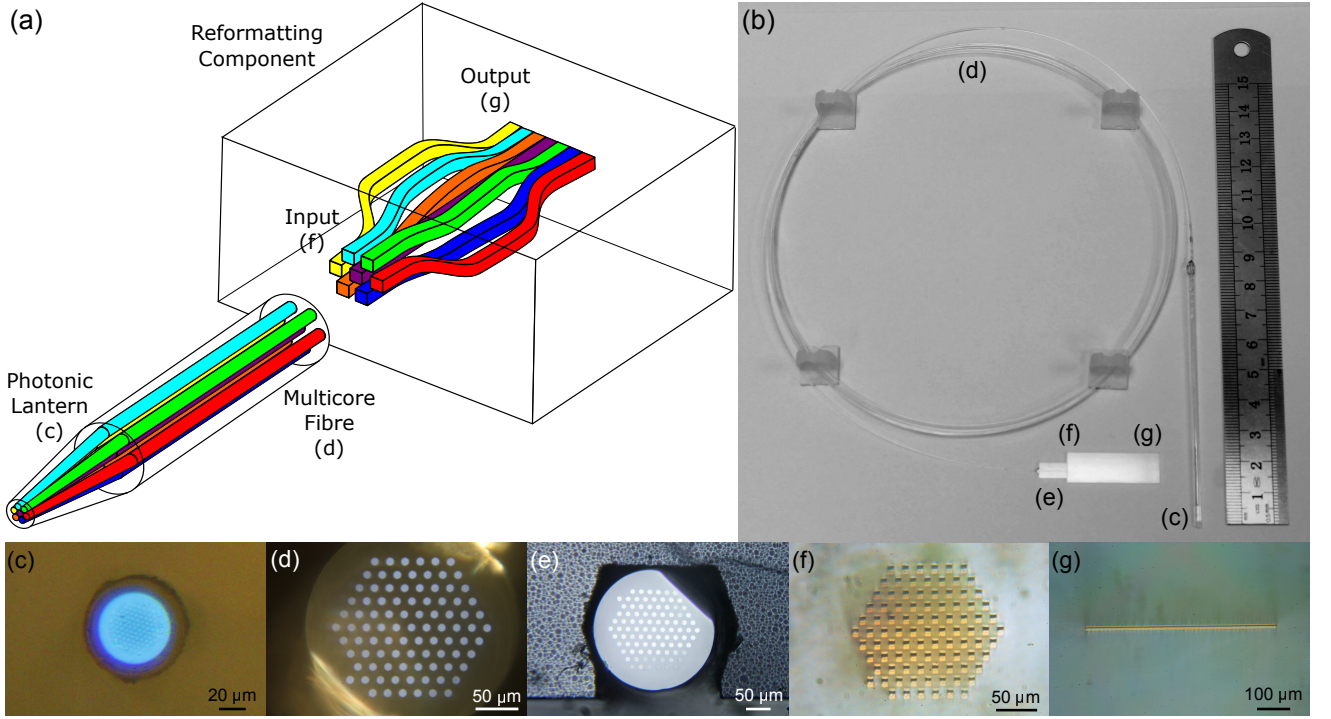 (a)
Reformatting
Component
Output
(g)
Input
(f)
Photonic
Lantern
(c)
Multicore
Fibre
(d)
(b)
(d)
(f)
(g)
(e)
(c)
15
14
13
12
11
10
9
8
7
6
5
4
3
2
1
(c)
20 µm
(d)
50 µm
(e)
50 µm
(f)
50 µm
(g)
100 µm